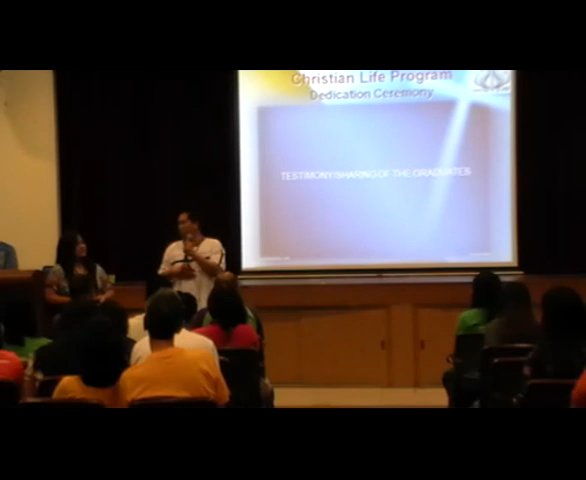 Christian Life Program
Dedication Ceremony
TESTIMONY/SHARING OF THE GRADUATES